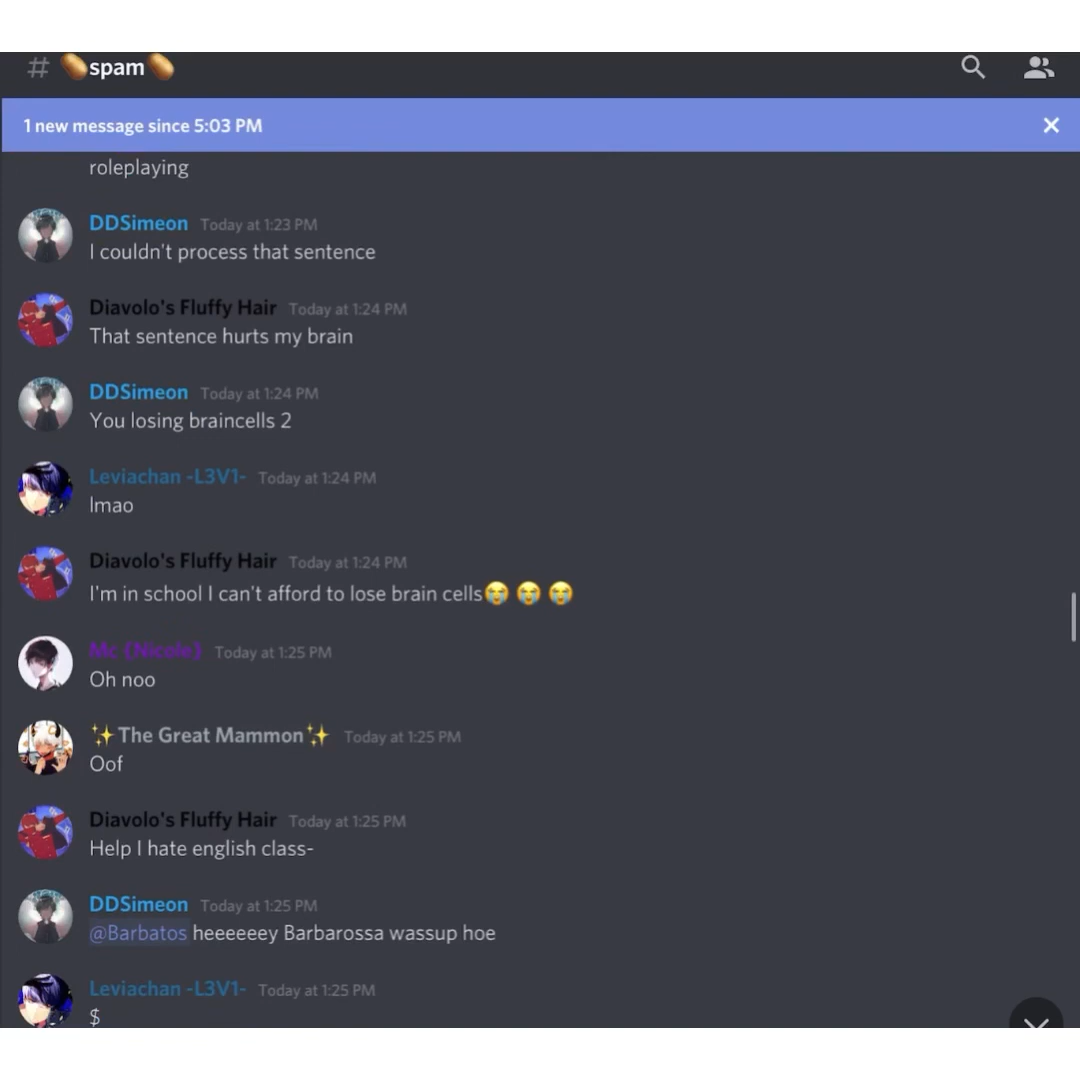 # 🥔spam🥔
1 new message since 5:03 PM
roleplaying
DDSimeon Today at 1:23 PM
I couldn't process that sentence
Diavolo's Fluffy Hair Today at 1:24 PM
That sentence hurts my brain
DDSimeon Today at 1:24 PM
You losing braincells 2
Leviachan -L3V1- Today at 1:24 PM
lmao
Diavolo's Fluffy Hair Today at 1:24 PM
I'm in school I can't afford to lose brain cells😭 😭 😭
Mc {Nicole} Today at 1:25 PM
Oh noo
✨The Great Mammon✨ Today at 1:25 PM
Oof
Diavolo's Fluffy Hair Today at 1:25 PM
Help I hate english class-
DDSimeon Today at 1:25 PM
@Barbatos heeeeeey Barbarossa wassup hoe
Leviachan -L3V1- Today at 1:25 PM
$